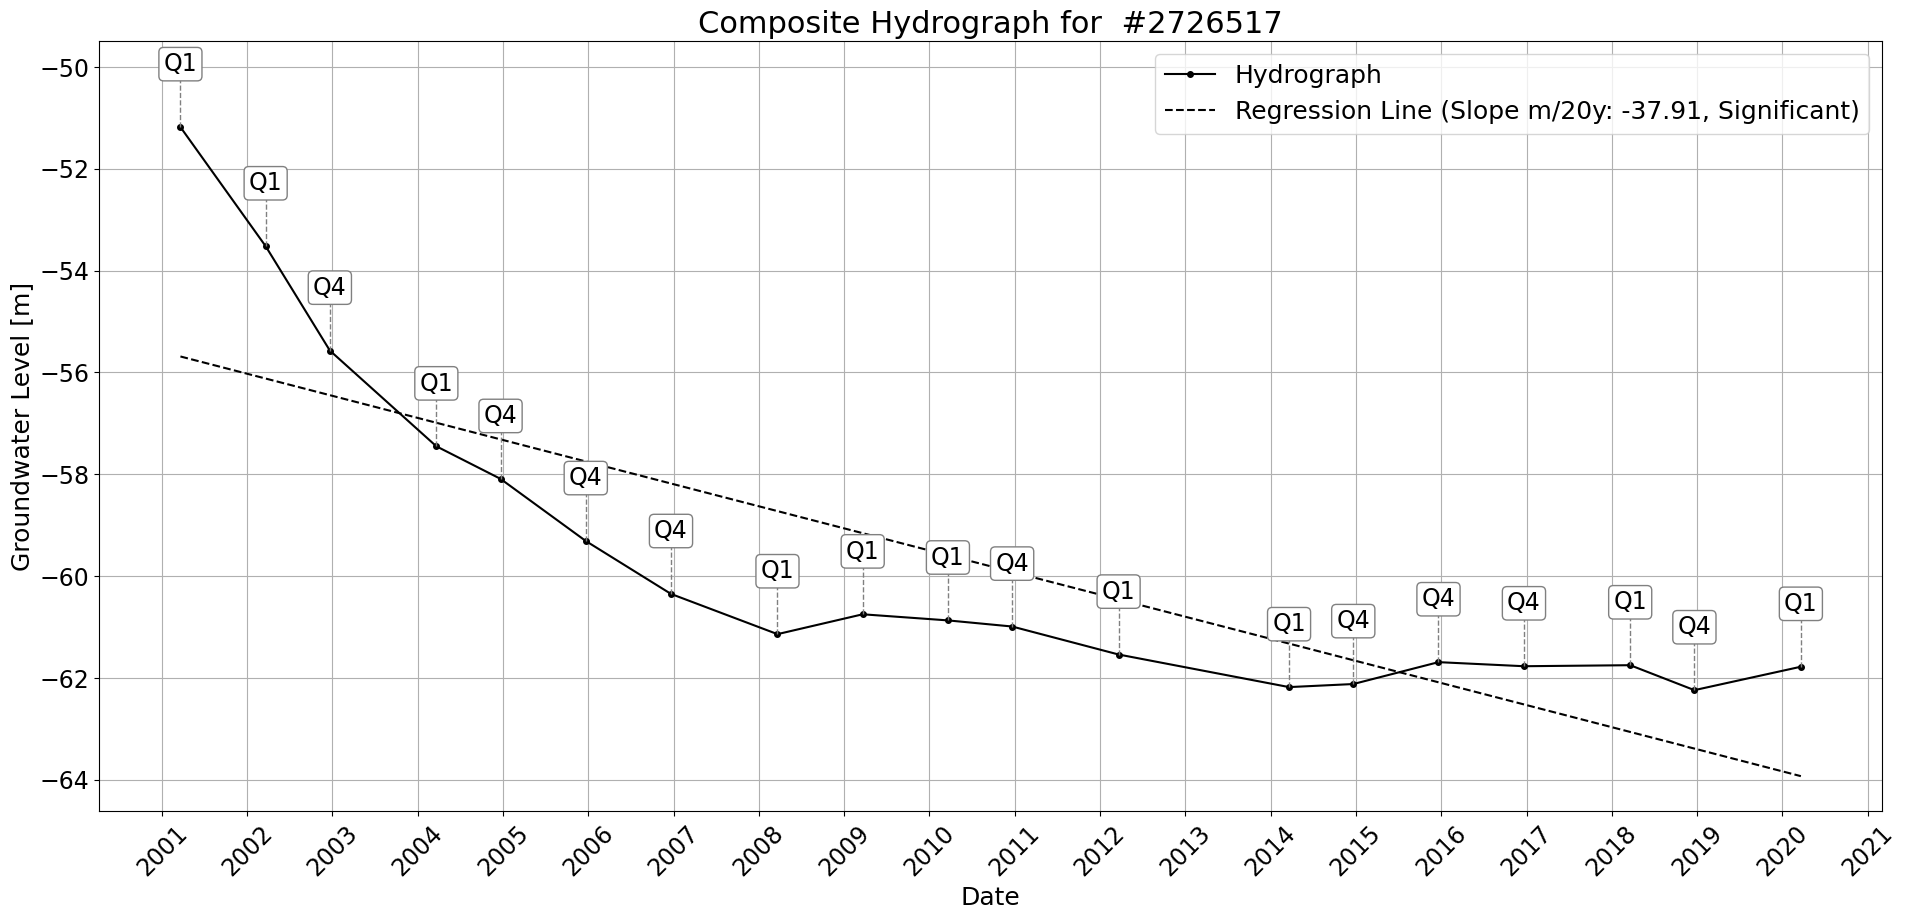 Composite Hydrograph for  #2726517
Hydrograph
Regression Line (Slope m/20y: -37.91, Significant)
Groundwater Level [m]
−50
−52
−54
−56
−58
−60
−62
−64
Q1
Q1
Q4
Q1
Q4
Q4
Q4
Q1
Q1
Q1
Q4
Q1
Q1
Q4
Q4
Q4
Q1
Q4
Q1
2001
2002
2003
2004
2005
2006
2007
2008
2009
2010
2011
2012
2013
2014
2015
2016
2017
2018
2019
2020
2021
Date